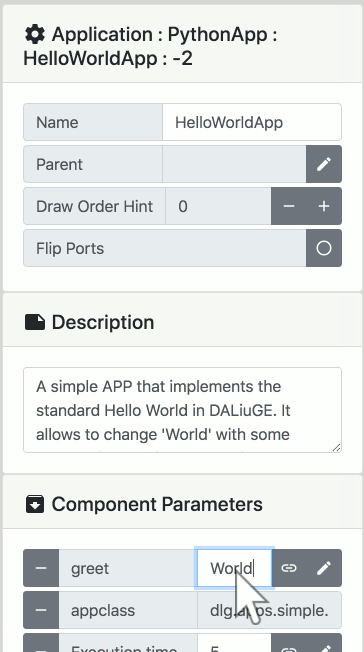 Application : PythonApp :
HelloWorldApp : -2
Name HelloWorldApp
Parent
Draw Order Hint 0
Flip Ports
Description
A simple APP that implements the
standard Hello World in DALiuGE. It
allows to change 'World' with some
Component Parameters
greet World
appclass dlg.apps.simple.
Execution time 5